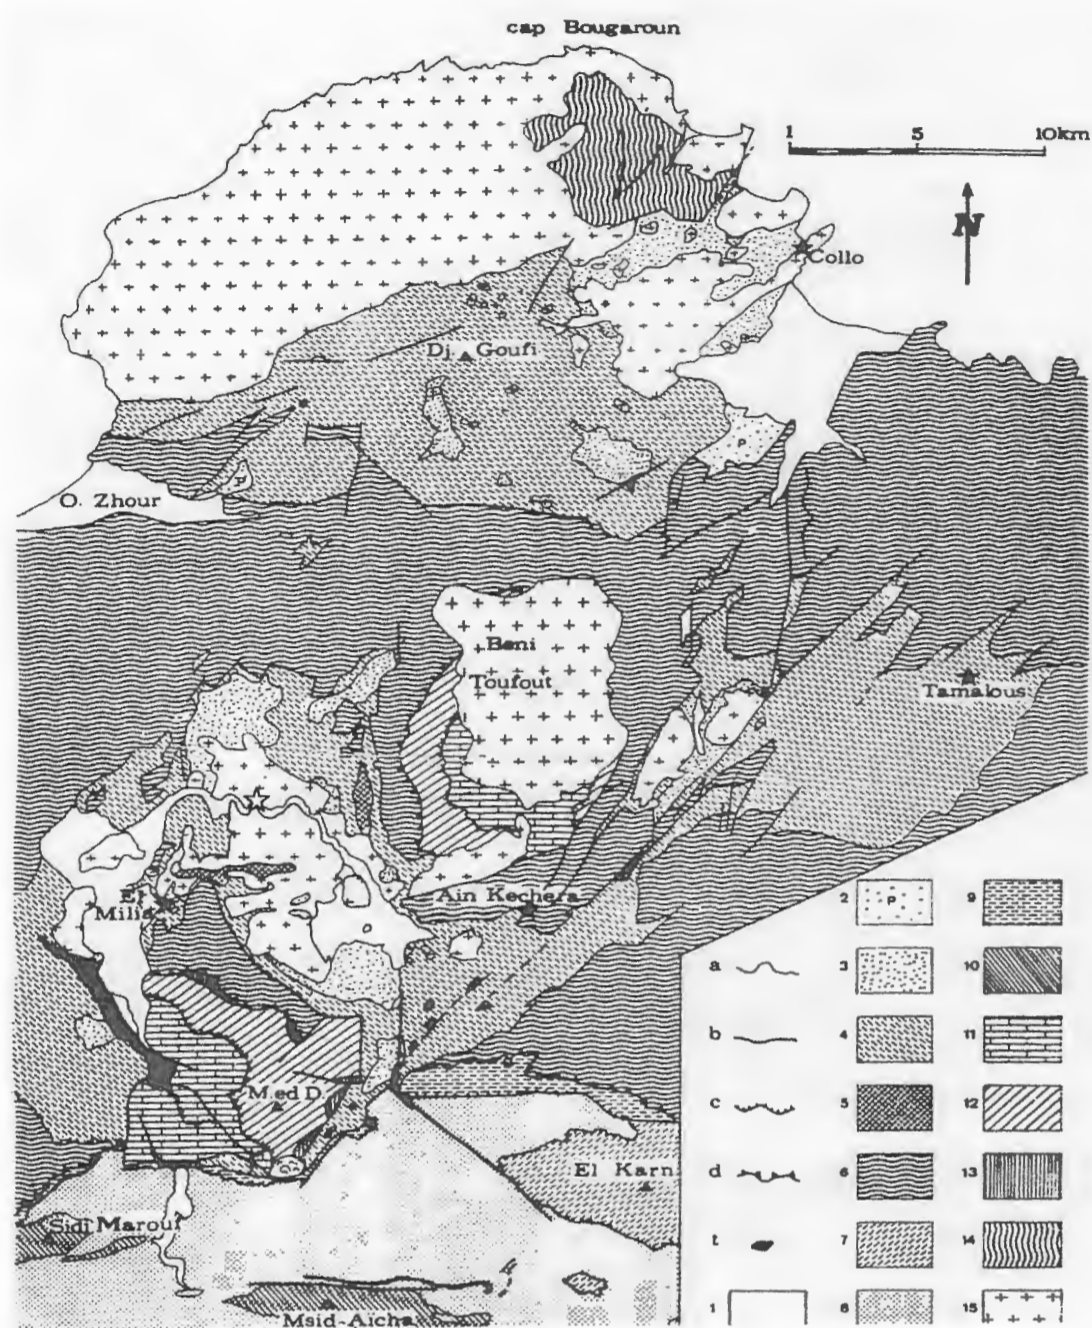 cap Bougaroun
1 5 10km
N
Collo
Dj. Goufi
P
P
O. Zhour
Beni
Toufout
Tamalous
El
Milia
Ain Kechera
M.ed D.
El Karn
Sidi Marouf
Msid-Aïcha
2 P 9
a 3 10
b 4 11
c 5 12
d 6 13
t 7 14
1 8 15